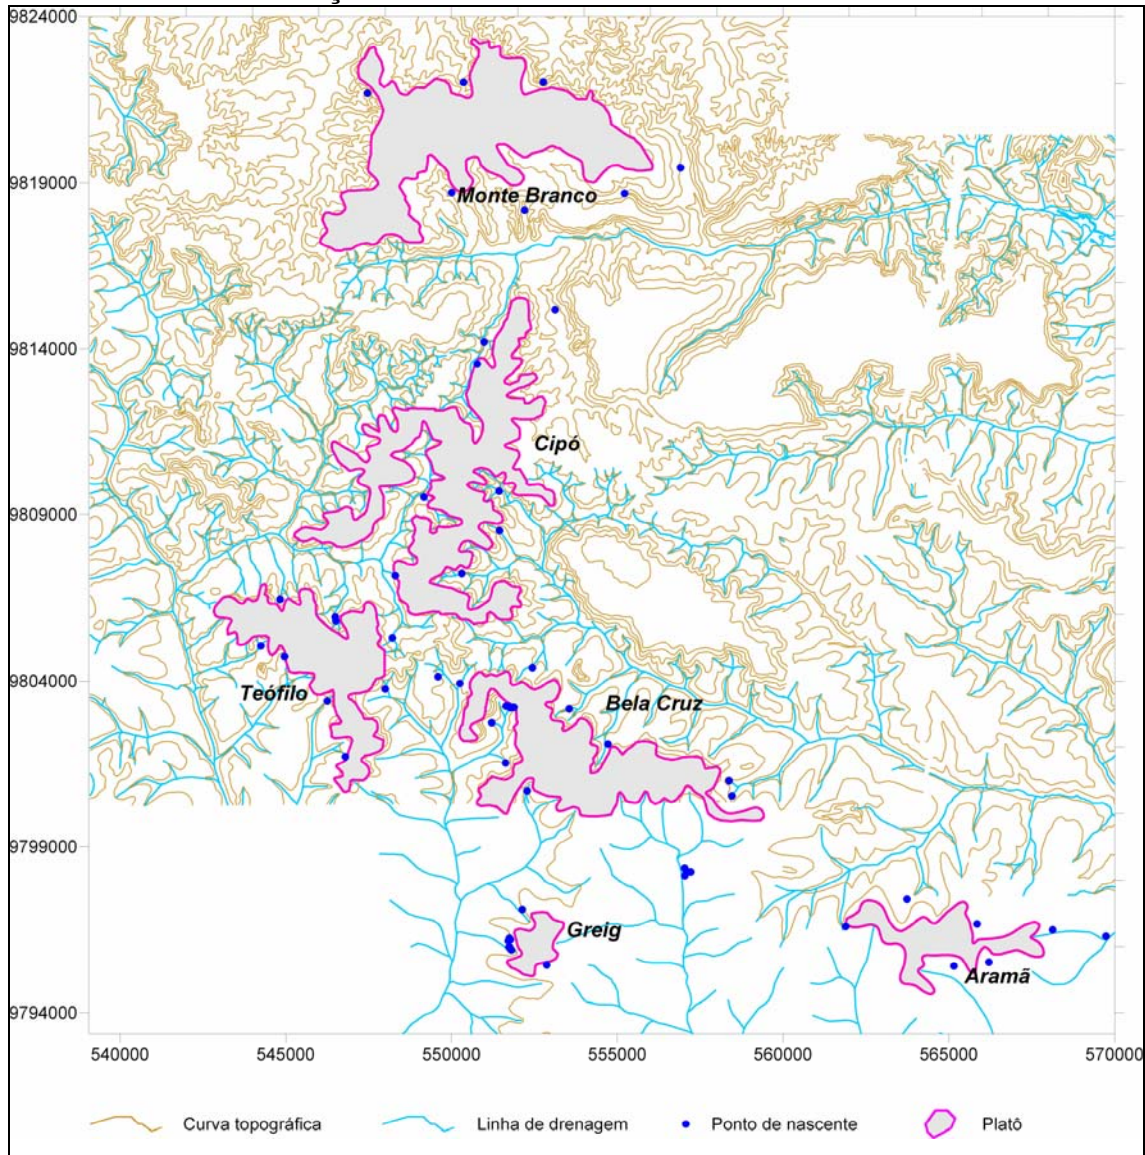 9824000
9819000
Monte Branco
9814000
Cipó
9809000
9804000
Teófilo
Bela Cruz
9799000
Greig
Aramã
9794000
540000 545000 550000 555000 560000 565000 570000
Curva topográfica Linha de drenagem Ponto de nascente Platô